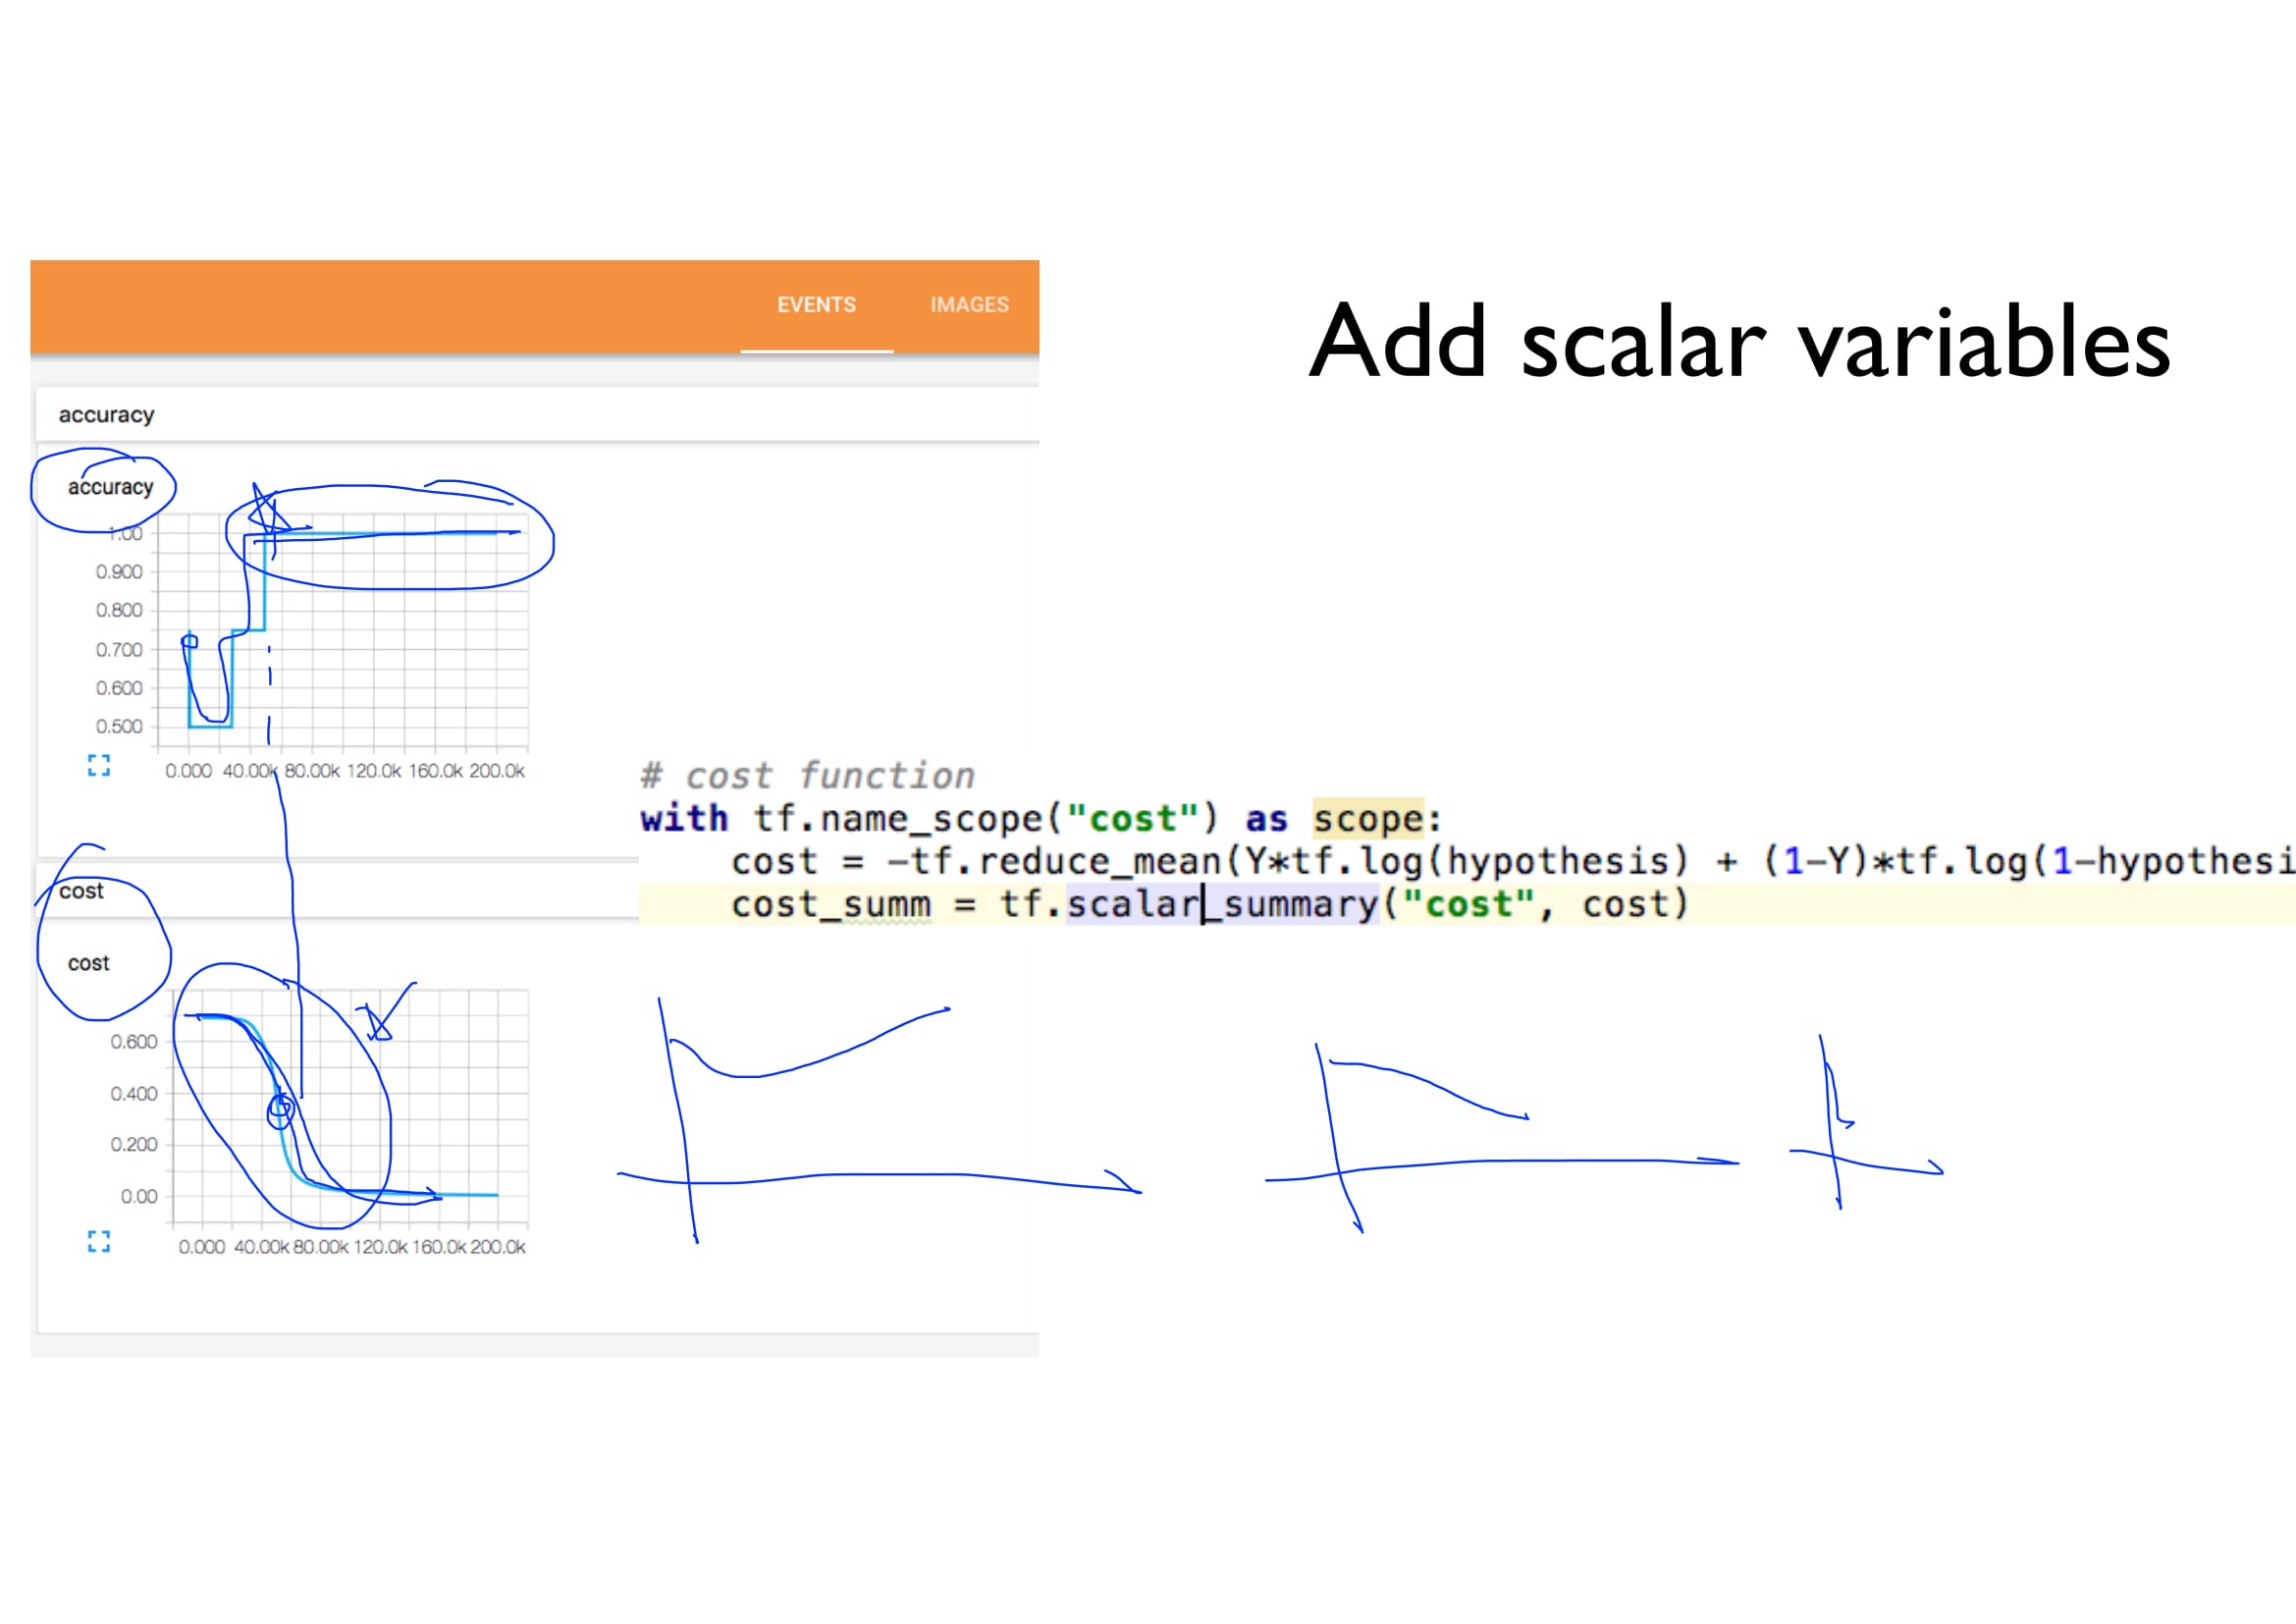 EVENTS IMAGES
Add scalar variables
accuracy
accuracy
1.00
0.900
0.800
0.700
0.600
0.500
0.000 40.00k 80.00k 120.0k 160.0k 200.0k
# cost function
with tf.name_scope("cost") as scope:
cost = -tf.reduce_mean(Y*tf.log(hypothesis) + (1-Y)*tf.log(1-hypothesi
cost_summ = tf.scalar_summary("cost", cost)
cost
cost
0.600
0.400
0.200
0.00
0.000 40.00k 80.00k 120.0k 160.0k 200.0k